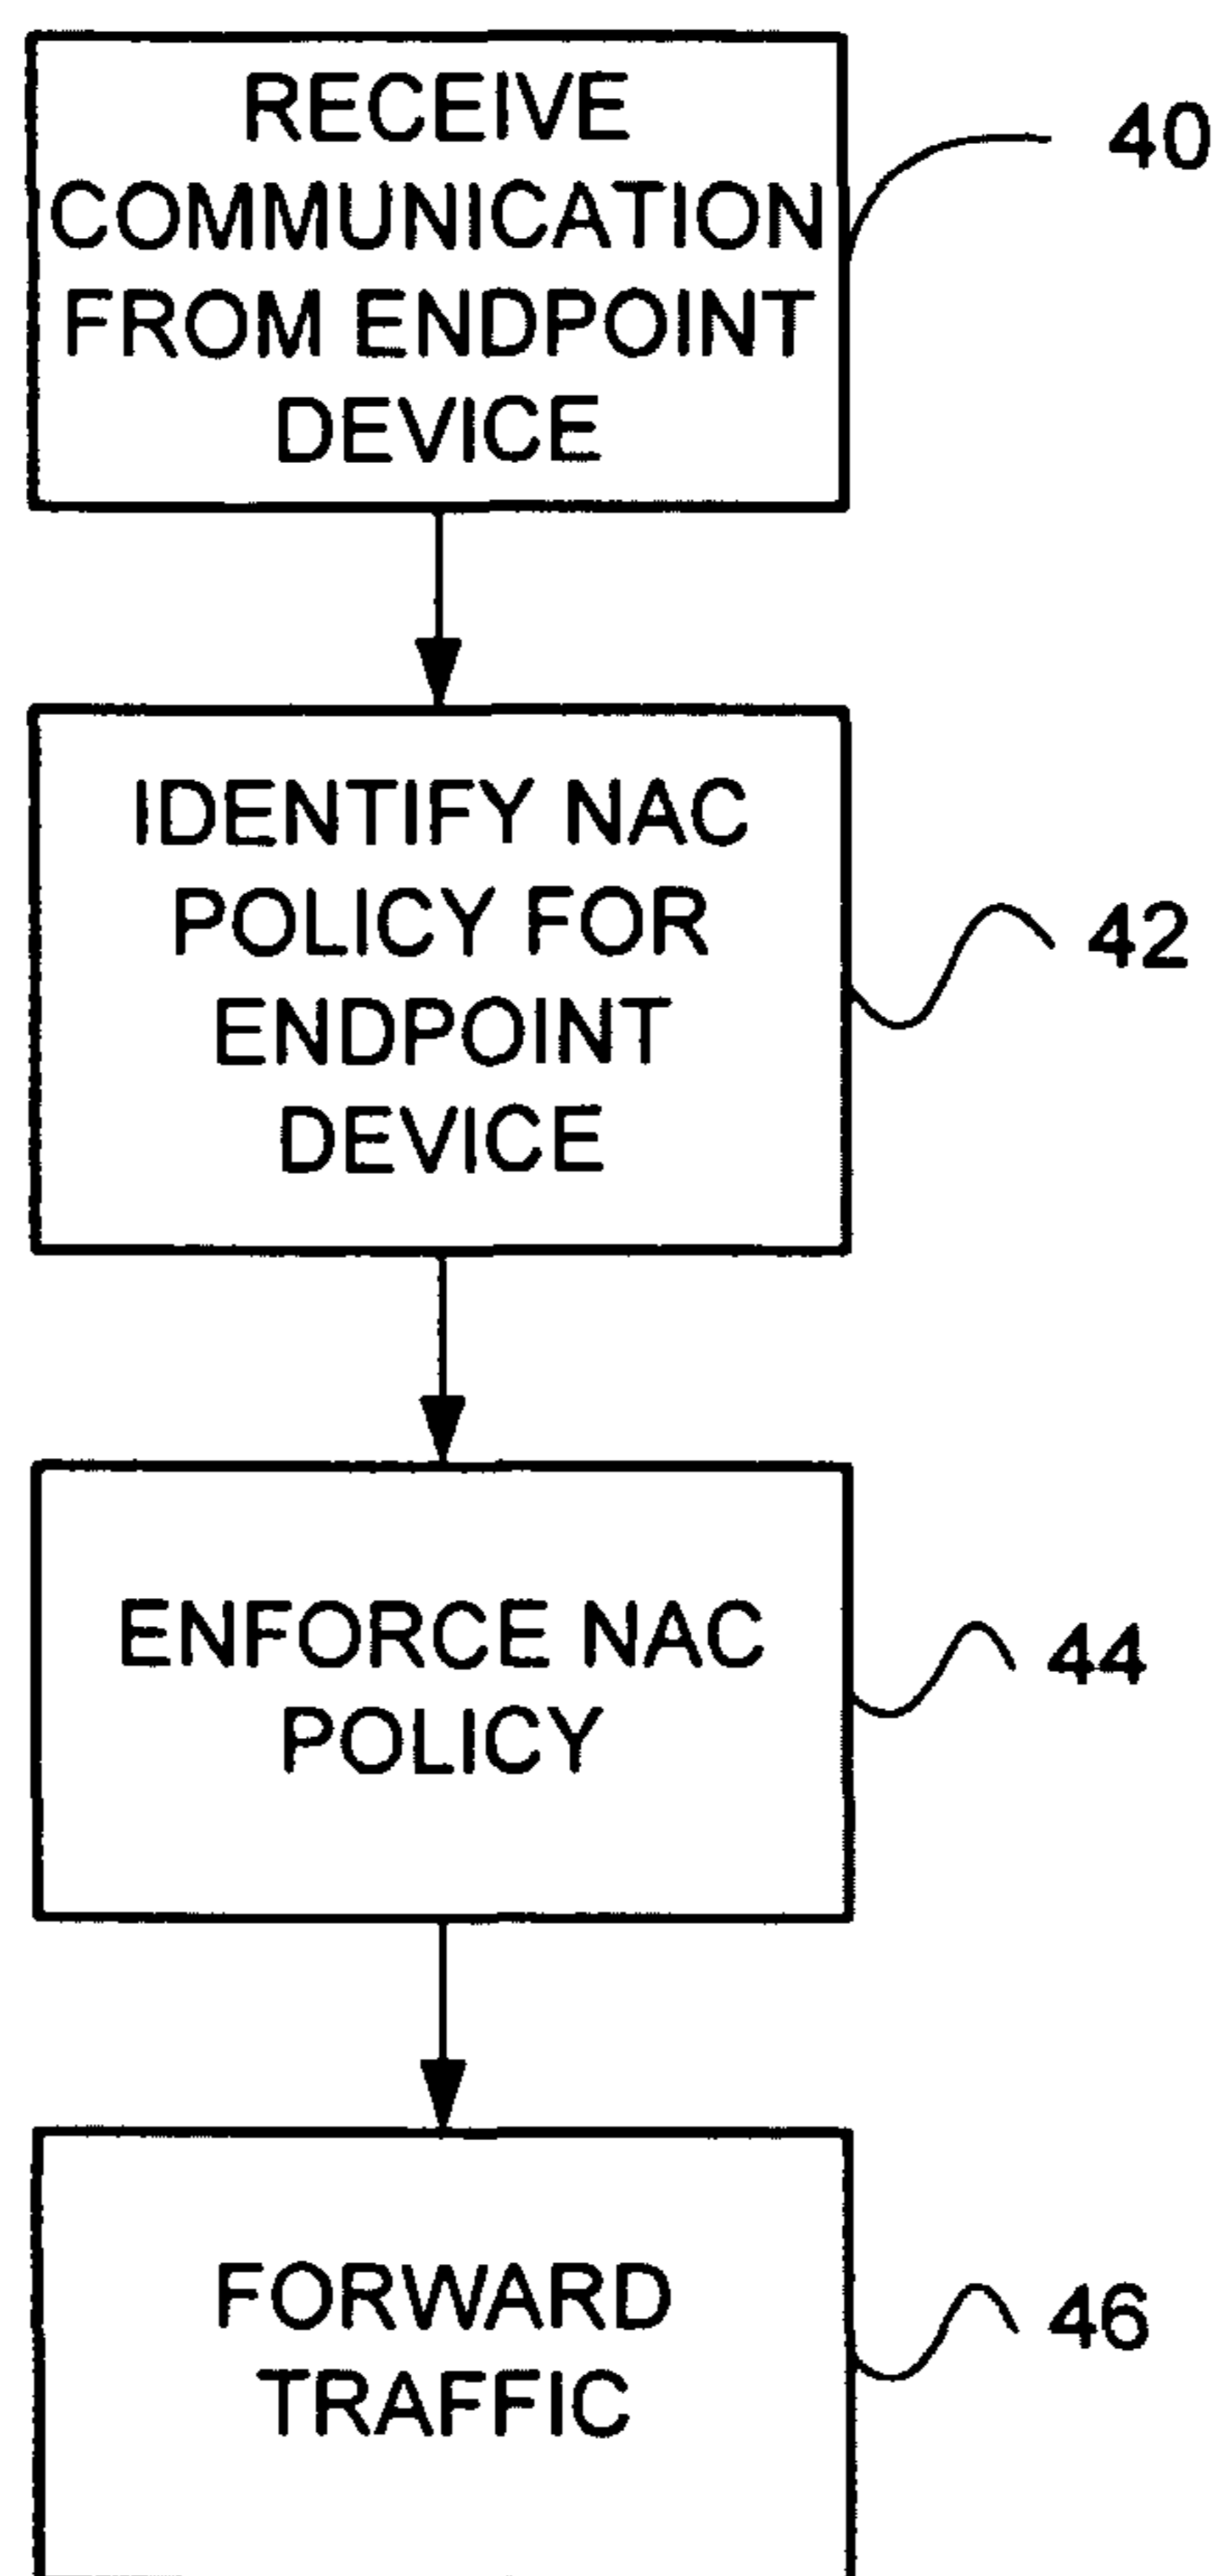 RECEIVE
COMMUNICATION
FROM ENDPOINT
DEVICE
40
IDENTIFY NAC
POLICY FOR
ENDPOINT
DEVICE
42
ENFORCE NAC
POLICY
44
FORWARD
TRAFFIC
46